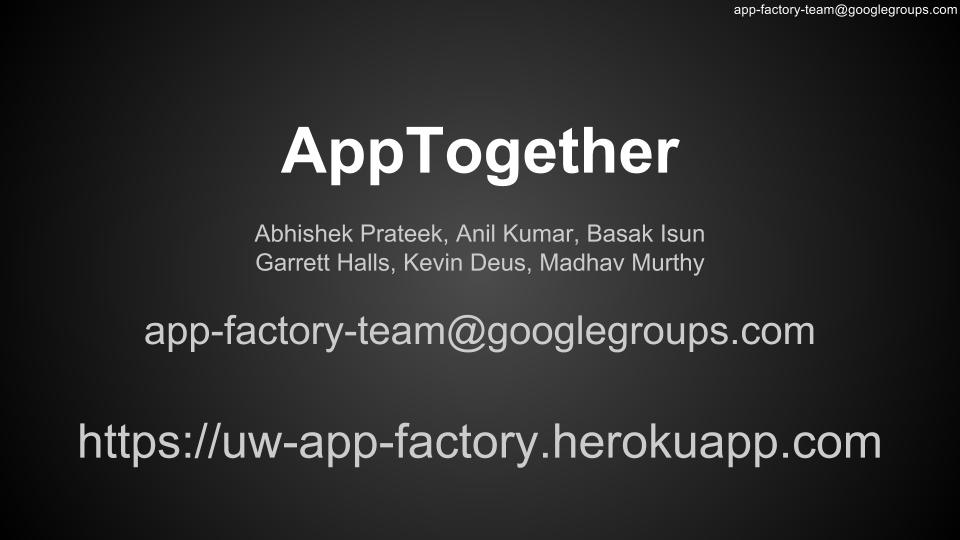 app-factory-team@googlegroups.com
AppTogether
Abhishek Prateek, Anil Kumar, Basak Isun
Garrett Halls, Kevin Deus, Madhav Murthy
app-factory-team@googlegroups.com
https://uw-app-factory.herokuapp.com